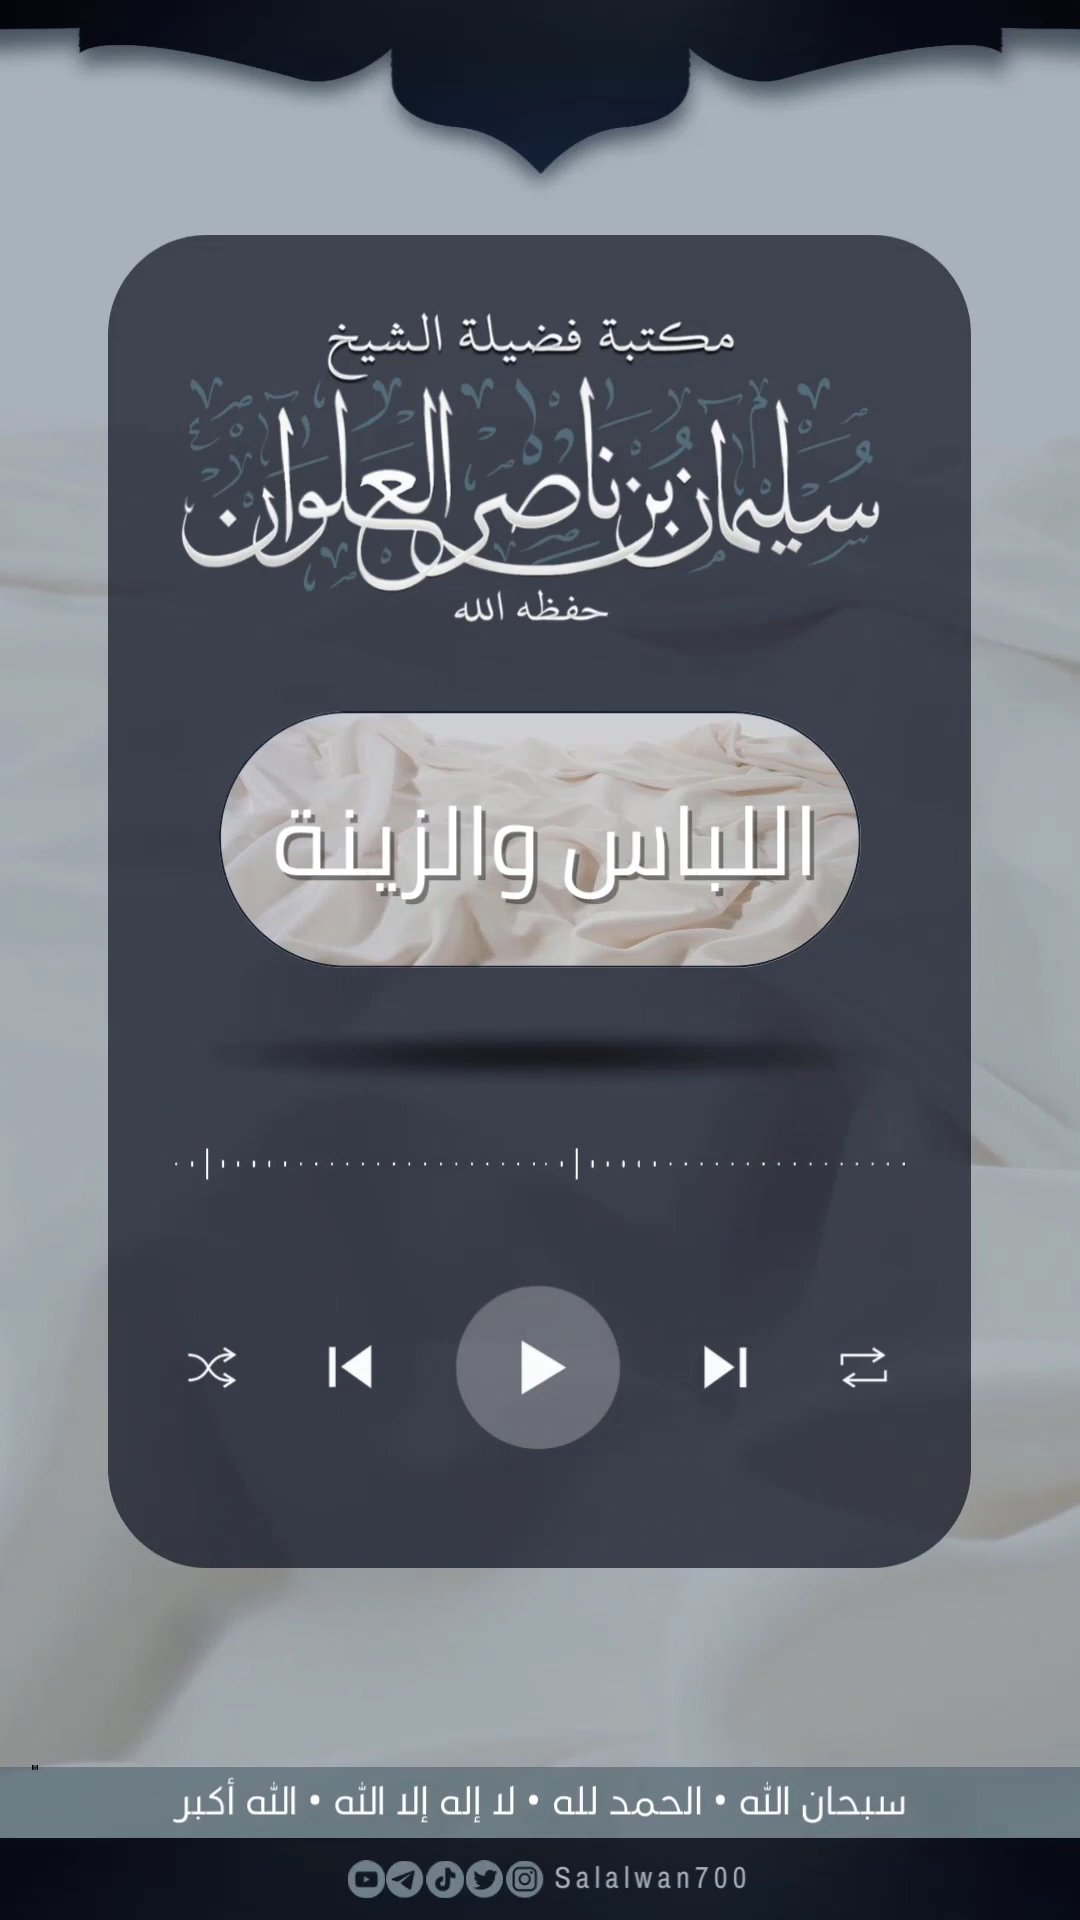 مكتبة فضيلة الشيخ
سليمان بن ناصر العلوان
حفظه الله
اللباس والزينة
سبحان الله • الحمد لله • لا إله إلا الله • الله أكبر
Salalwan700